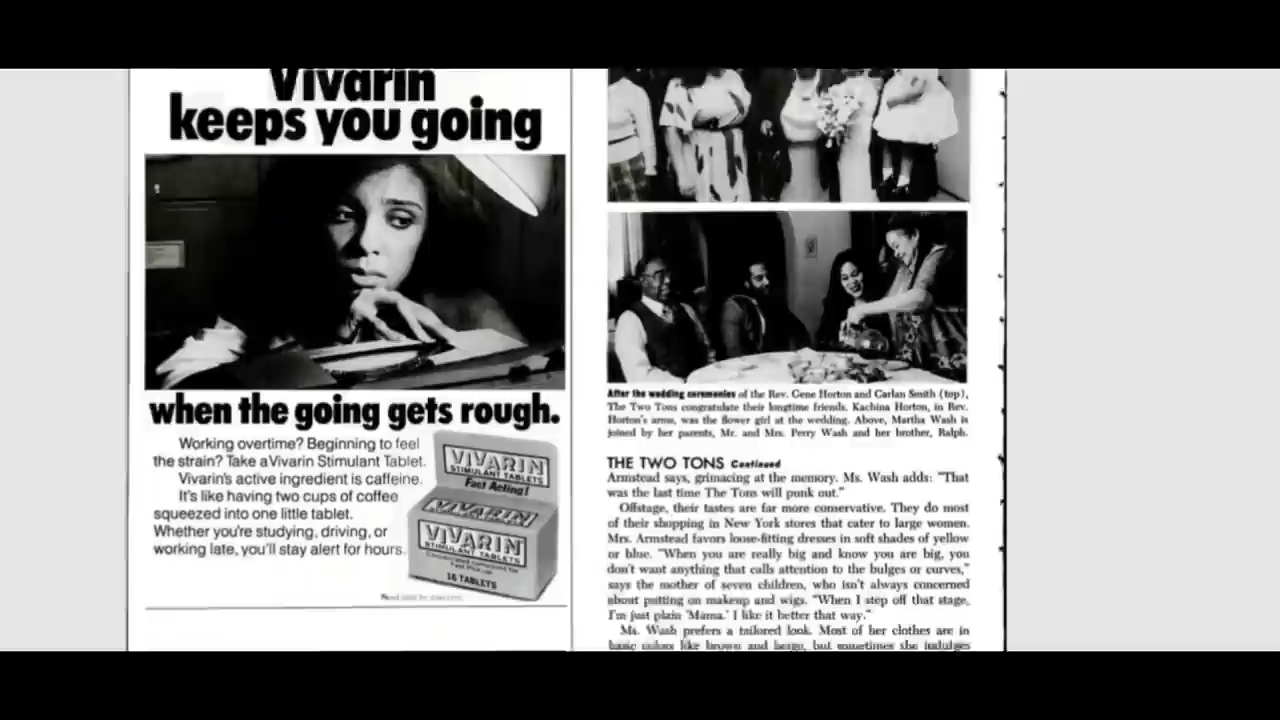 Vivarin
keeps you going
when the going gets rough.
Working overtime? Beginning to feel
the strain? Take a Vivarin Stimulant Tablet.
Vivarin's active ingredient is caffeine.
It's like having two cups of coffee
squeezed into one little tablet.
Whether you're studying, driving, or
working late, you'll stay alert for hours.
VIVARIN
STIMULANT TABLETS
Fast Acting!
VIVARIN
VIVARIN
STIMULANT TABLETS
16 TABLETS
After the wedding ceremonies of the Rev. Gene Horton and Carlan Smith (top),
The Two Tons congratulate their longtime friends. Kachina Horton, in Rev.
Horton's arms, was the flower girl at the wedding. Above, Martha Wash is
joined by her parents, Mr. and Mrs. Perry Wash and her brother, Ralph.
THE TWO TONS Continued
Armstead says, grimacing at the memory. Ms. Wash adds: "That
was the last time The Tons will punk out."
Offstage, their tastes are far more conservative. They do most
of their shopping in New York stores that cater to large women.
Mrs. Armstead favors loose-fitting dresses in soft shades of yellow
or blue. "When you are really big and know you are big, you
don't want anything that calls attention to the bulges or curves,"
says the mother of seven children, who isn't always concerned
about putting on makeup and wigs. "When I step off that stage,
I'm just plain 'Mama.' I like it better that way."
Ms. Wash prefers a tailored look. Most of her clothes are in
basic colors like brown and beige, but sometimes she indulges